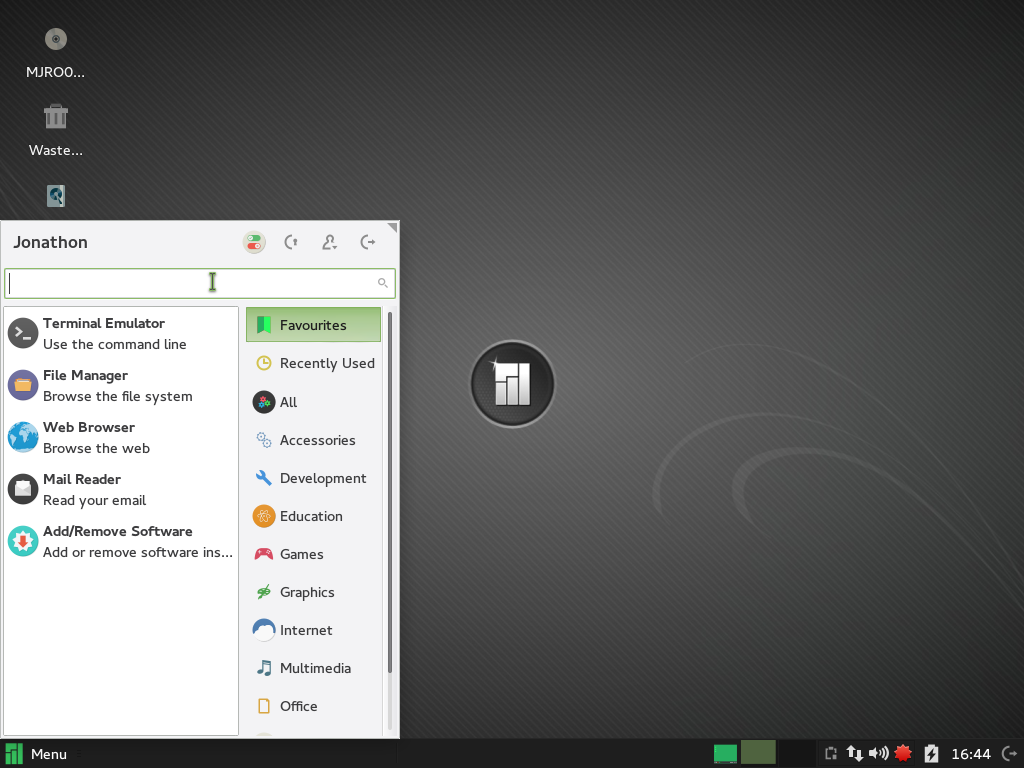 MJRO0...
Waste...
Jonathon
Terminal Emulator
Use the command line
File Manager
Browse the file system
Web Browser
Browse the web
Mail Reader
Read your email
Add/Remove Software
Add or remove software ins...
Favourites
Recently Used
All
Accessories
Development
Education
Games
Graphics
Internet
Multimedia
Office
Menu
16:44